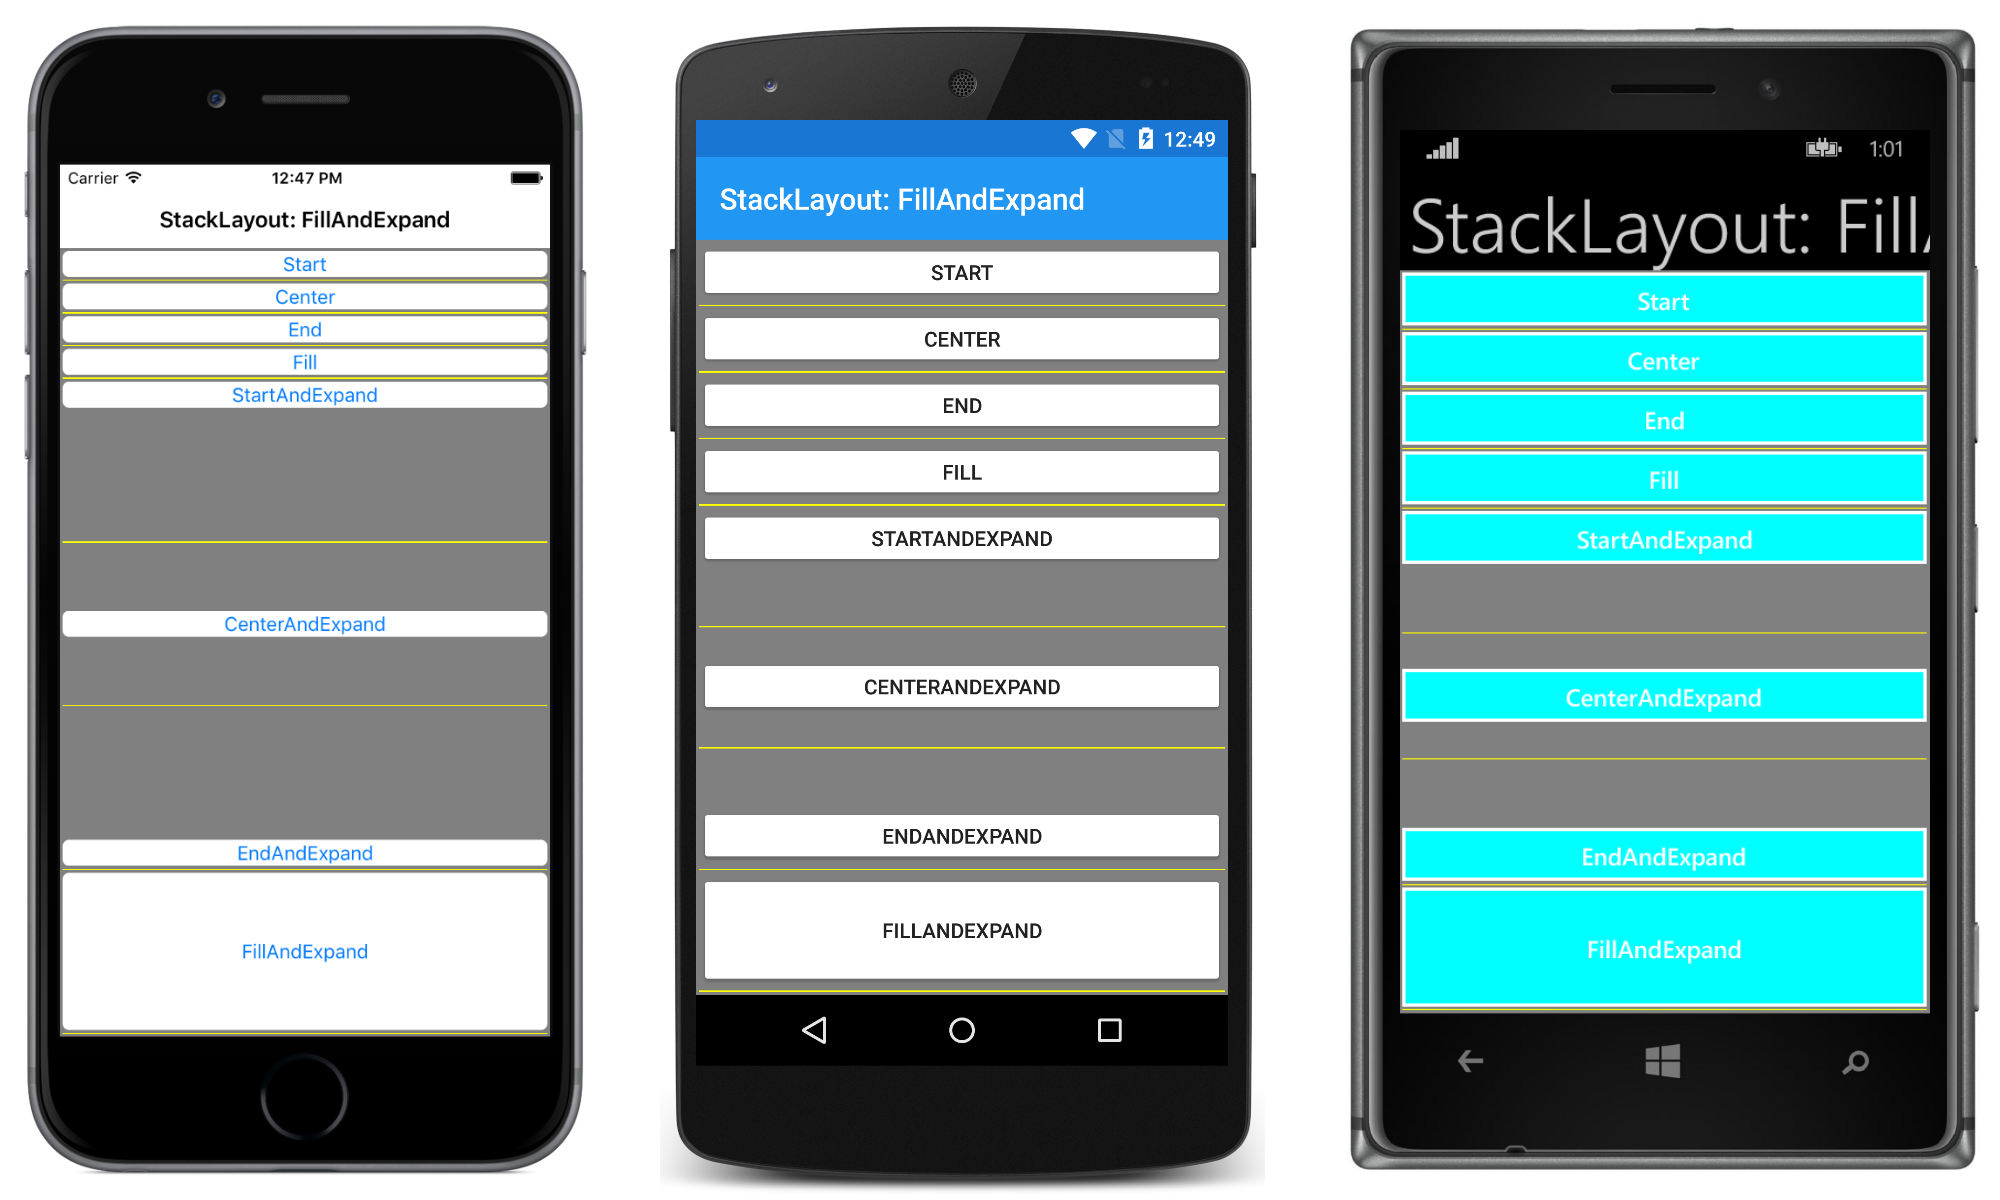 Carrier 12:47 PM
StackLayout: FillAndExpand
Start
Center
End
Fill
StartAndExpand
CenterAndExpand
EndAndExpand
FillAndExpand
12:49
StackLayout: FillAndExpand
START
CENTER
END
FILL
STARTANDEXPAND
CENTERANDEXPAND
ENDANDEXPAND
FILLANDEXPAND
1:01
StackLayout: Fill
Start
Center
End
Fill
StartAndExpand
CenterAndExpand
EndAndExpand
FillAndExpand